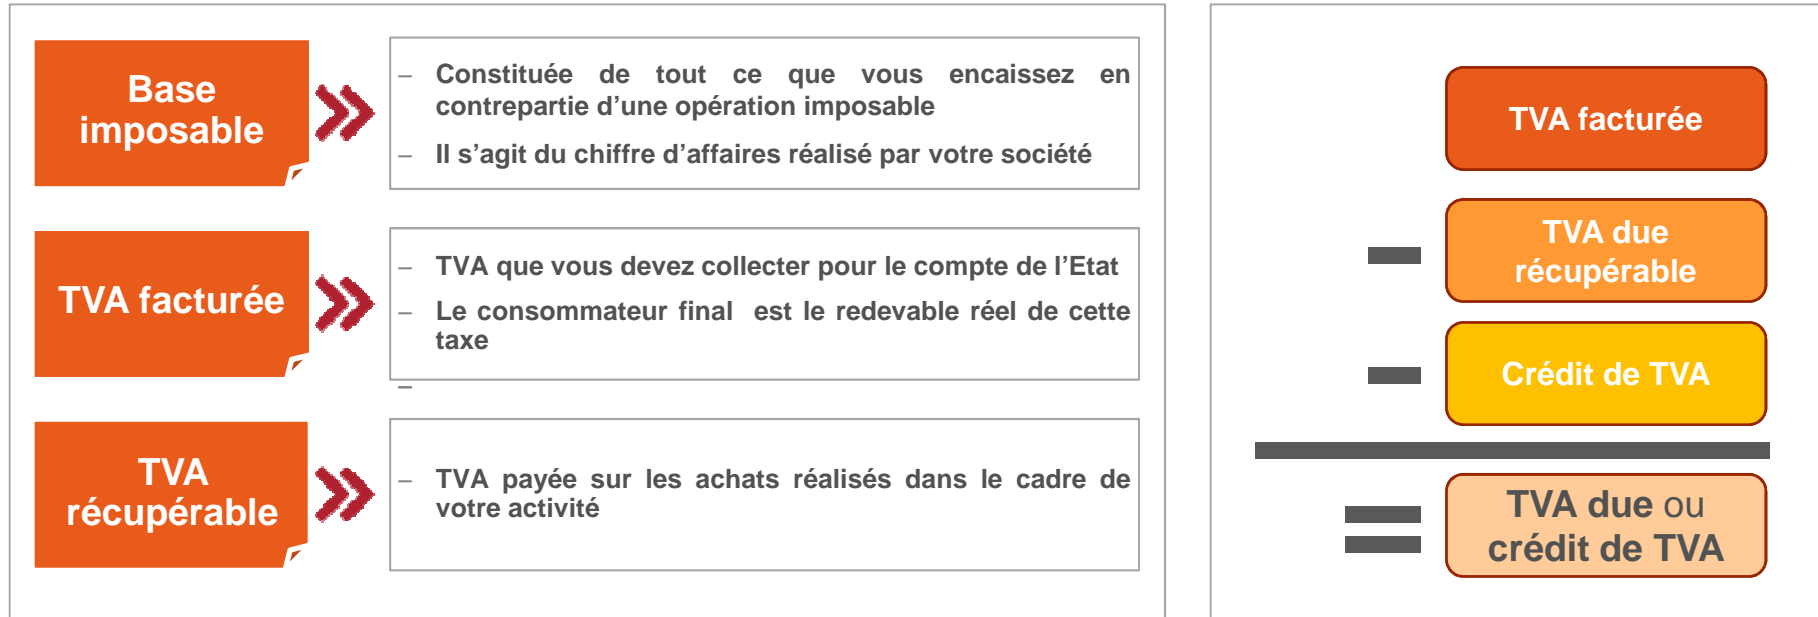 Base
imposable
– Constituée de tout ce que vous encaissez en
contrepartie d’une opération imposable
– Il s’agit du chiffre d’affaires réalisé par votre société
TVA facturée
– TVA que vous devez collecter pour le compte de l’Etat
– Le consommateur final est le redevable réel de cette
taxe
–
TVA
récupérable
– TVA payée sur les achats réalisés dans le cadre de
votre activité
TVA facturée
TVA due
récupérable
Crédit de TVA
TVA due ou
crédit de TVA